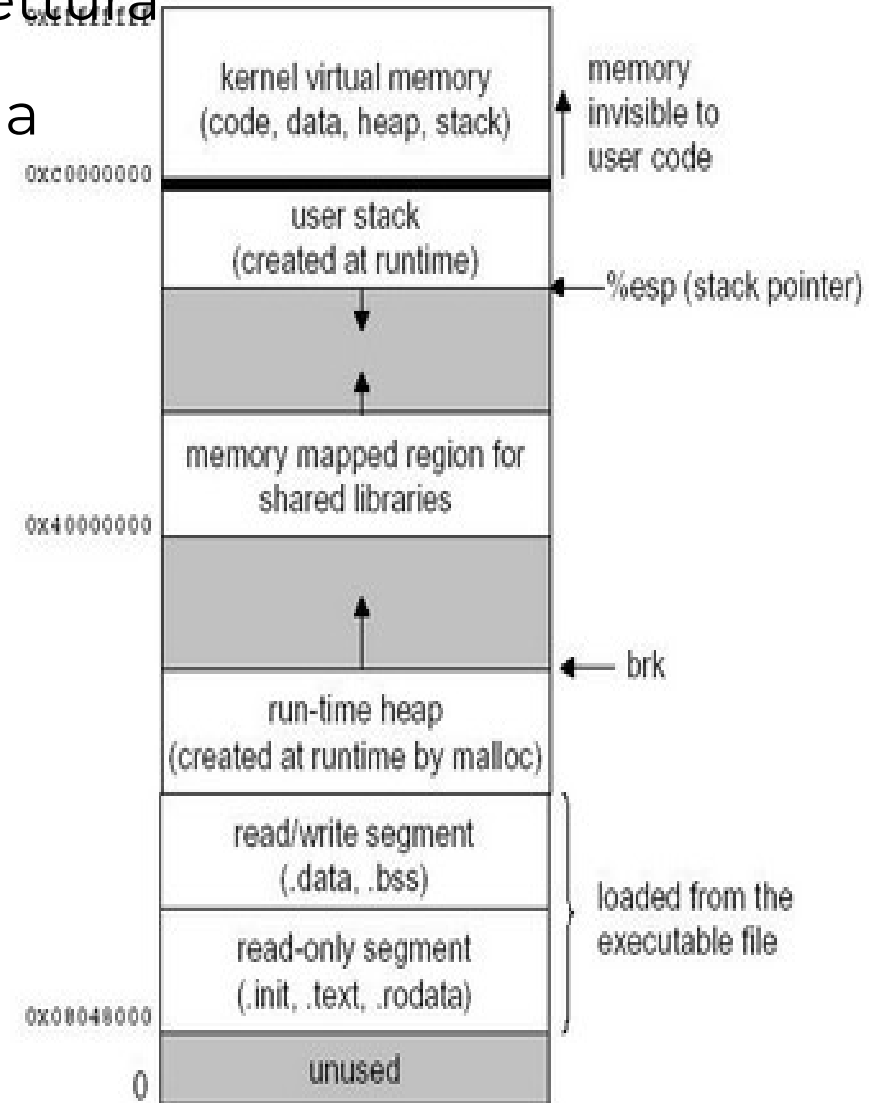 ettura
0xffffffff
a
kernel virtual memory
(code, data, heap, stack)
memory
invisible to
user code
0xc0000000
user stack
(created at runtime)
%esp (stack pointer)
memory mapped region for
shared libraries
0x40000000
brk
run-time heap
(created at runtime by malloc)
read/write segment
(.data, .bss)
loaded from the
executable file
read-only segment
(.init, .text, .rodata)
0x08048000
unused
0